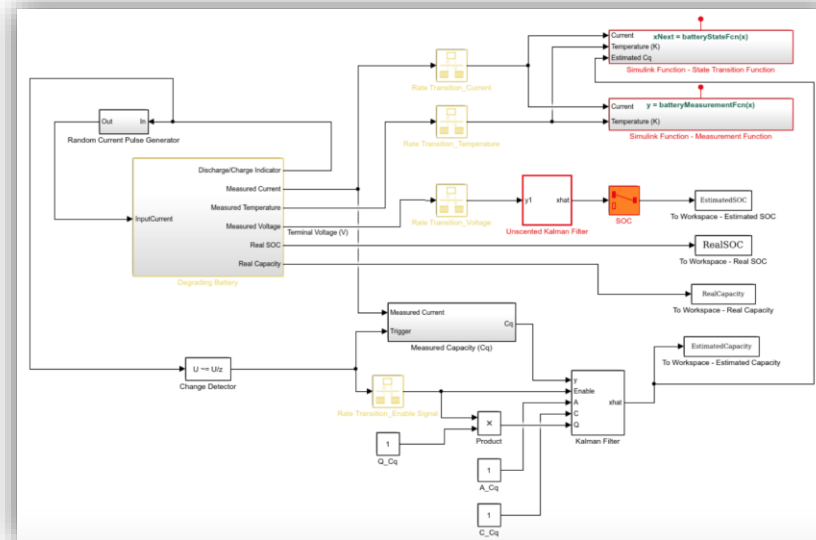 Current
xNext = batteryStateFcn(x)
Temperature (K)
Estimated Cq
Simulink Function - State Transition Function
Rate Transition_Current
Current
y = batteryMeasurementFcn(x)
Temperature (K)
Simulink Function - Measurement Function
Out
In
Random Current Pulse Generator
Rate Transition_Temperature
Discharge/Charge Indicator
Measured Current
InputCurrent
Measured Temperature
Measured Voltage
Terminal Voltage (V)
Real SOC
Real Capacity
Degrading Battery
Rate Transition_Voltage
y1
xhat
Unscented Kalman Filter
SOC
EstimatedSOC
To Workspace - Estimated SOC
RealSOC
To Workspace - Real SOC
RealCapacity
To Workspace - Real Capacity
Measured Current
Trigger
Cq
Measured Capacity (Cq)
EstimatedCapacity
To Workspace - Estimated Capacity
U ~= U/z
Change Detector
Rate Transition_Enable Signal
y
Enable
A
C
Q
xhat
Kalman Filter
×
Product
1
Q_Cq
1
A_Cq
1
C_Cq